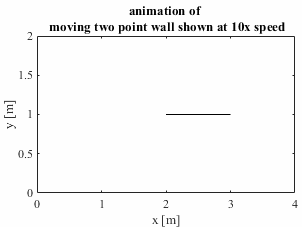 animation of
moving two point wall shown at 10x speed
2
1.5
1
0.5
0
y [m]
0 1 2 3 4
x [m]